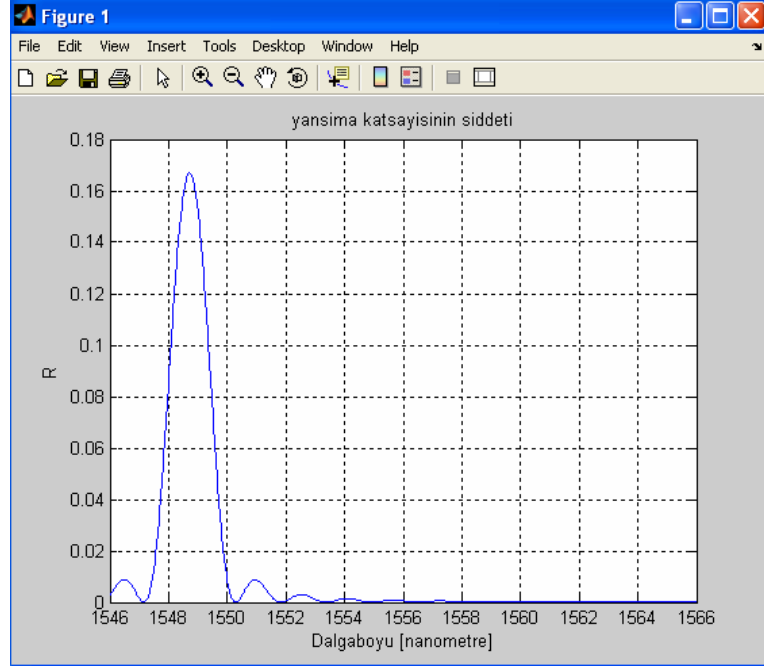 Figure 1
File Edit View Insert Tools Desktop Window Help
yansima katsayisinin siddeti
0.18
0.16
0.14
0.12
0.1
0.08
0.06
0.04
0.02
0
R
1546 1548 1550 1552 1554 1556 1558 1560 1562 1564 1566
Dalgaboyu [nanometre]